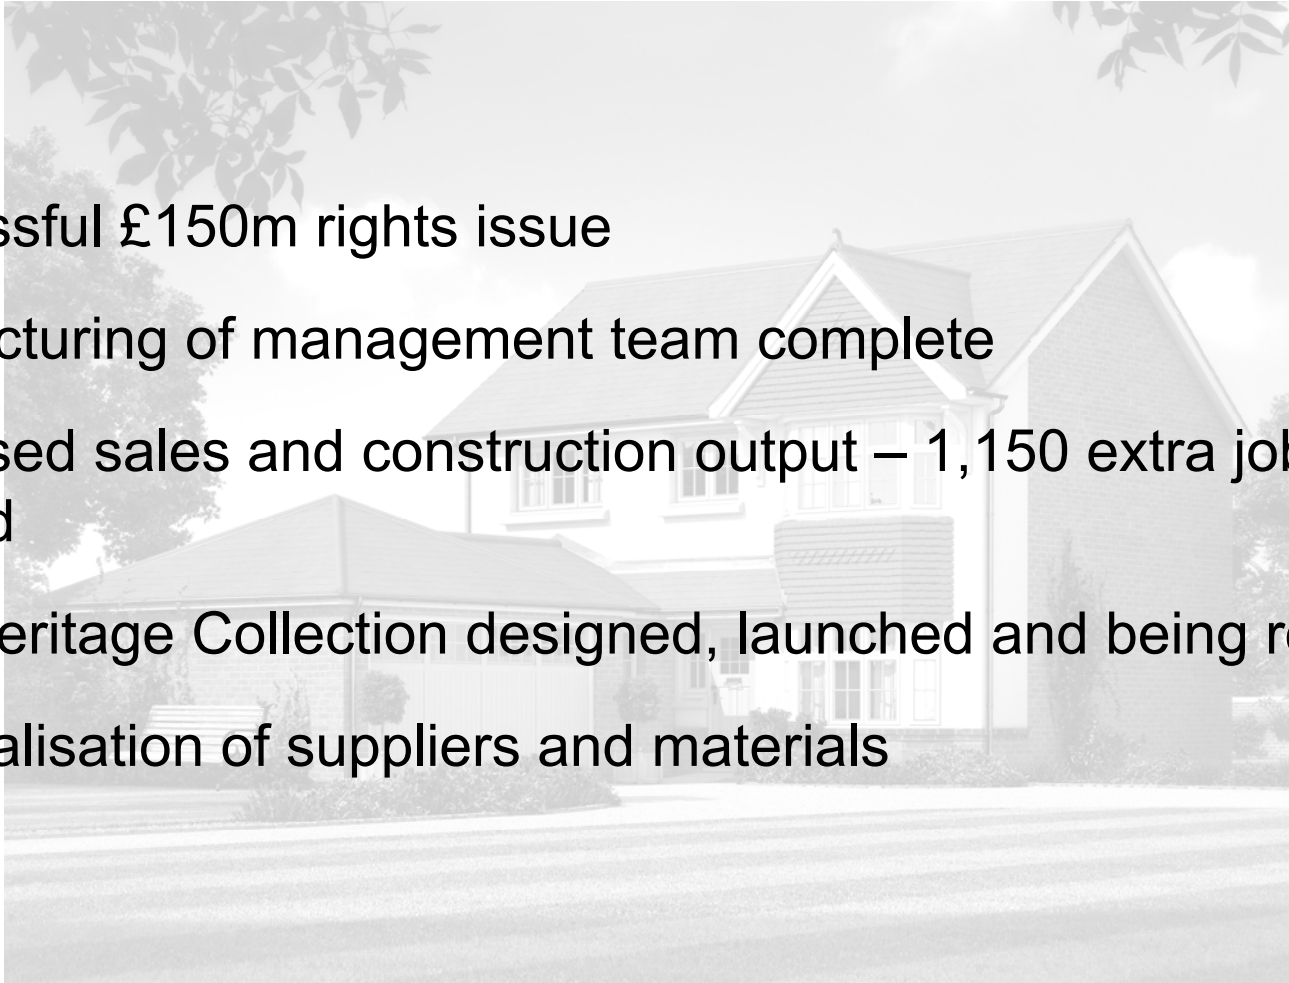 ssful £150m rights issue
cturing of management team complete
sed sales and construction output – 1,150 extra job
d
eritage Collection designed, launched and being r
alisation of suppliers and materials